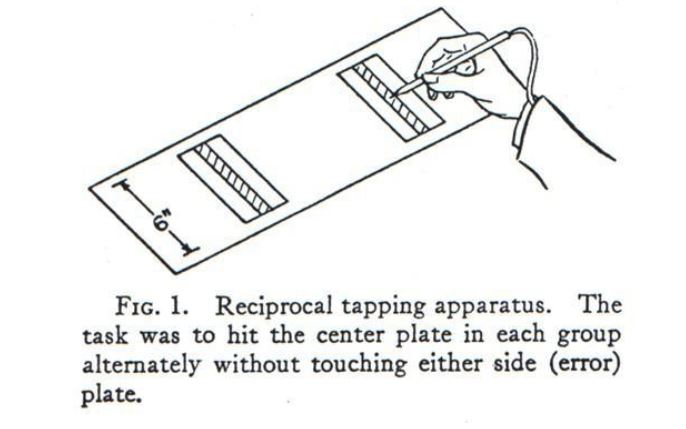 6"
FIG. 1. Reciprocal tapping apparatus. The
task was to hit the center plate in each group
alternately without touching either side (error)
plate.